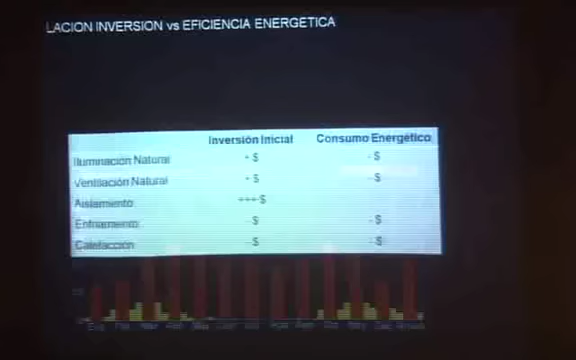 LACION INVERSION vs EFICIENCIA ENERGETICA
Inversión Inicial Consumo Energético
Iluminación Natural + $ - $
Ventilación Natural + $ - $
Aislamiento +++ $
Enfriamiento - $ - $
Calefacción - $ - $